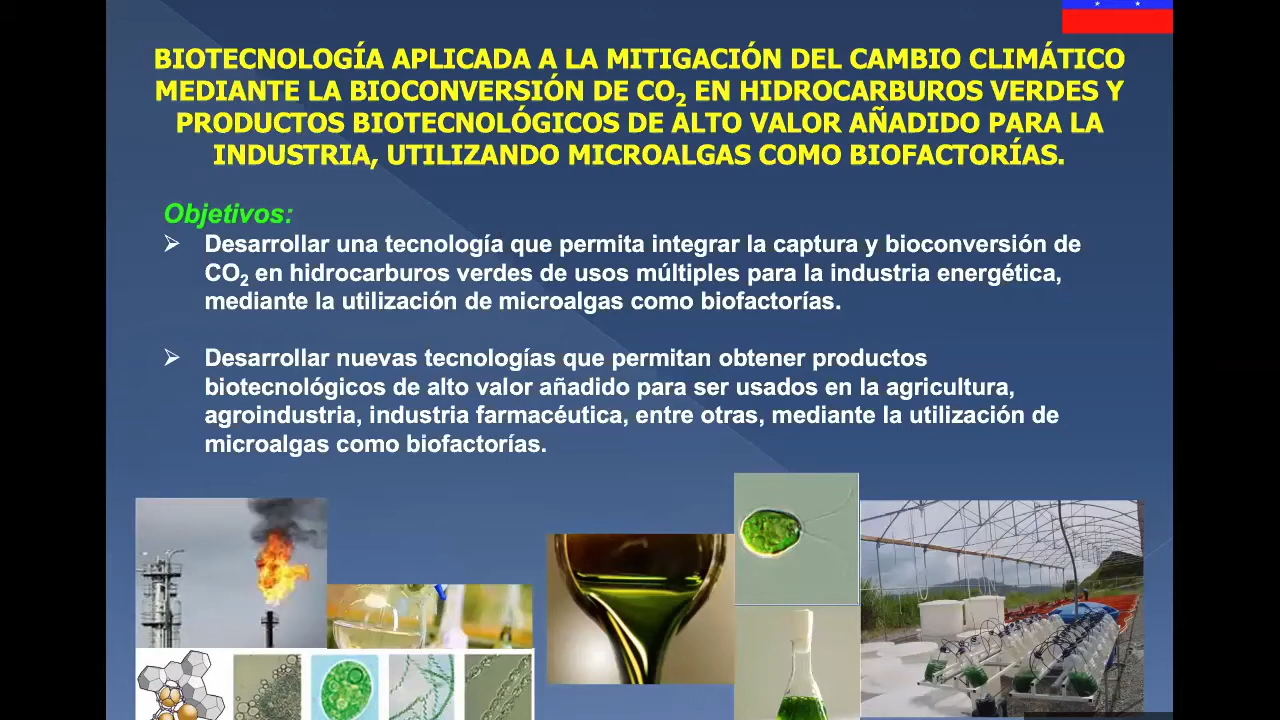 BIOTECNOLOGÍA APLICADA A LA MITIGACIÓN DEL CAMBIO CLIMÁTICO
MEDIANTE LA BIOCONVERSIÓN DE CO₂ EN HIDROCARBUROS VERDES Y
PRODUCTOS BIOTECNOLÓGICOS DE ALTO VALOR AÑADIDO PARA LA
INDUSTRIA, UTILIZANDO MICROALGAS COMO BIOFACTORÍAS.
Objetivos:
➢ Desarrollar una tecnología que permita integrar la captura y bioconversión de
CO₂ en hidrocarburos verdes de usos múltiples para la industria energética,
mediante la utilización de microalgas como biofactorías.
➢ Desarrollar nuevas tecnologías que permitan obtener productos
biotecnológicos de alto valor añadido para ser usados en la agricultura,
agroindustria, industria farmacéutica, entre otras, mediante la utilización de
microalgas como biofactorías.